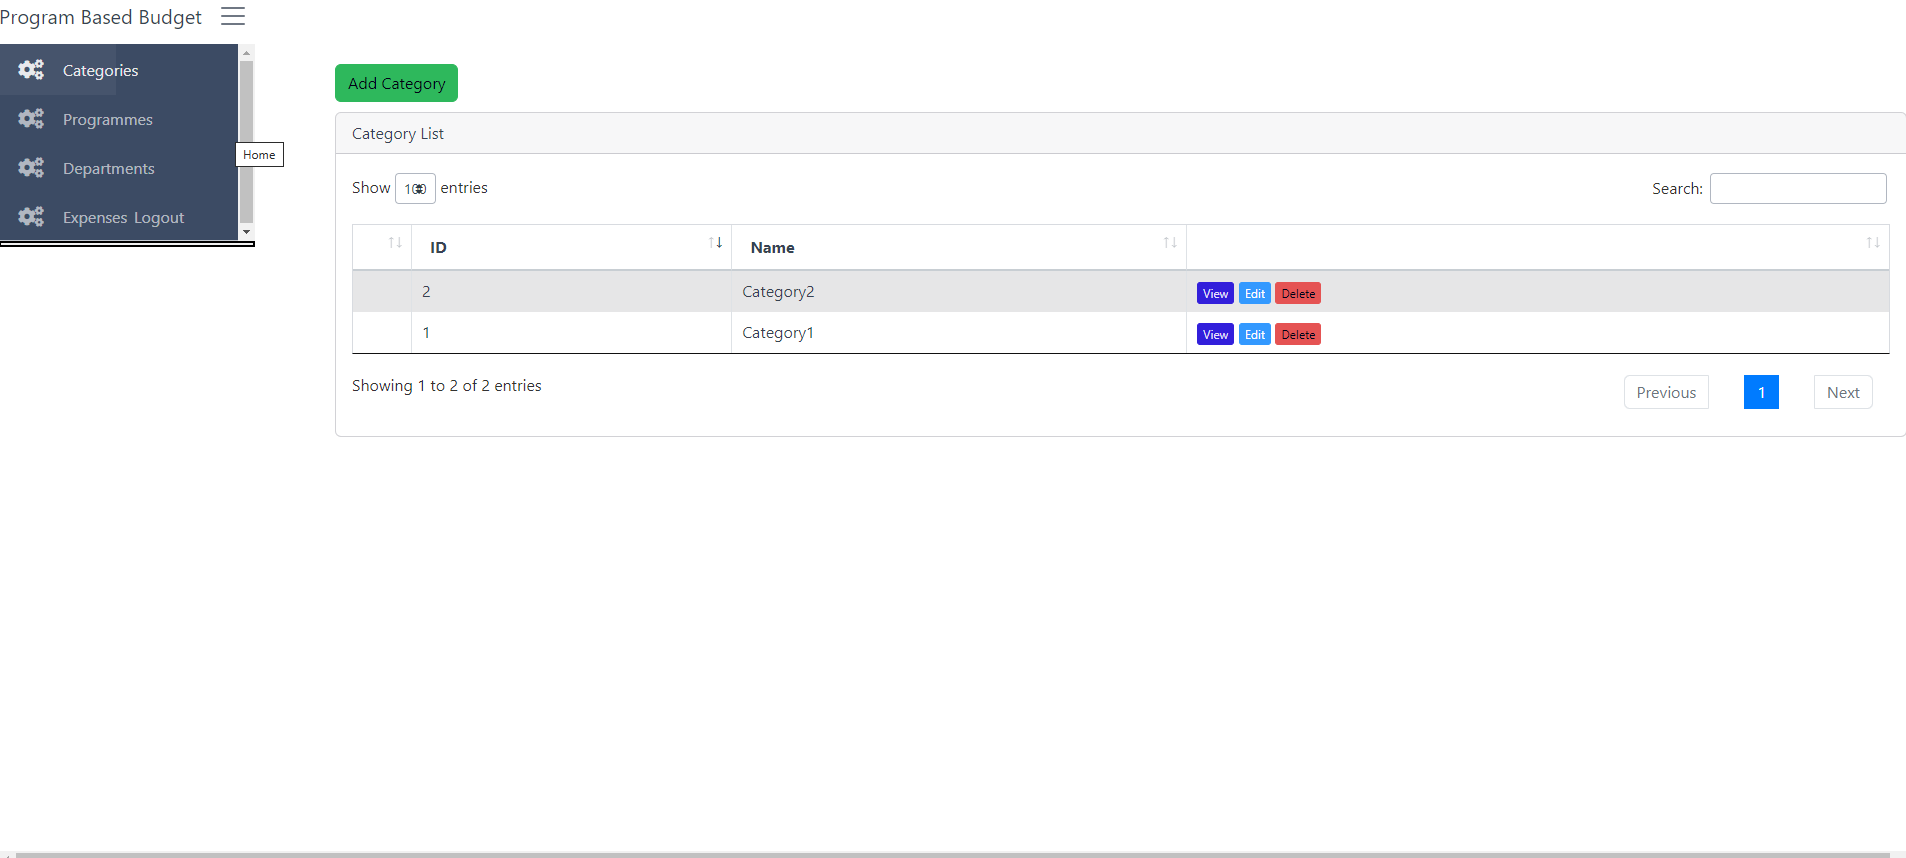 Program Based Budget
Categories
Programmes
Departments
Expenses Logout
Home
Add Category
Category List
Show 100 entries
Search:
ID Name
2 Category2 View Edit Delete
1 Category1 View Edit Delete
Showing 1 to 2 of 2 entries
Previous 1 Next